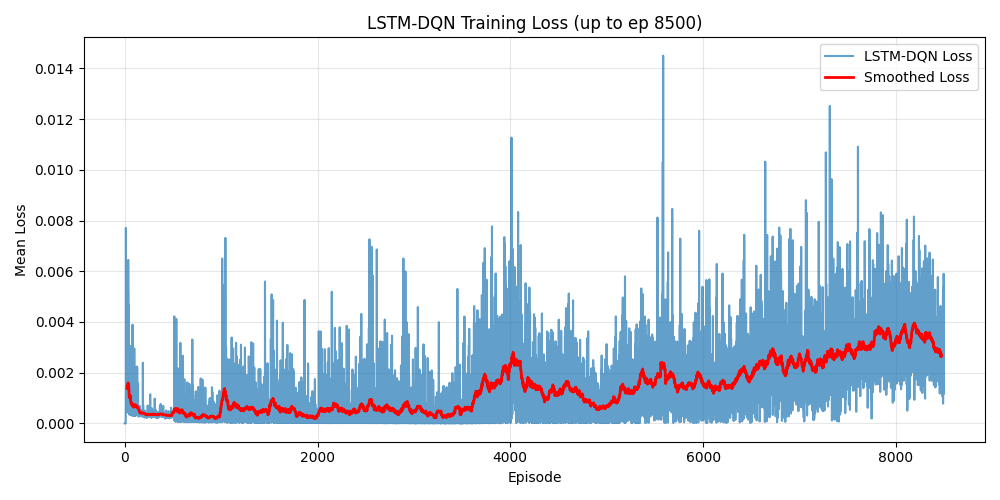 LSTM-DQN Training Loss (up to ep 8500)
LSTM-DQN Loss
Smoothed Loss
Mean Loss
0.014
0.012
0.010
0.008
0.006
0.004
0.002
0.000
0 2000 4000 6000 8000
Episode